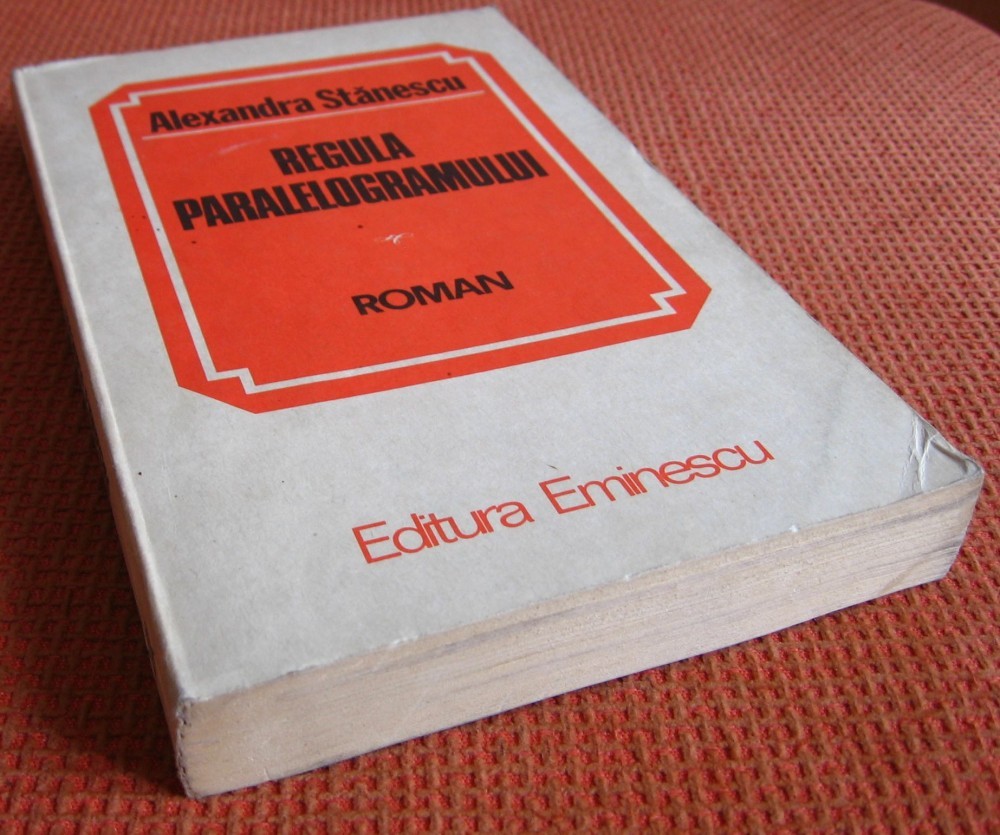 Alexandra Stănescu
REGULA
PARALELOGRAMULUI
ROMAN
Editura Eminescu